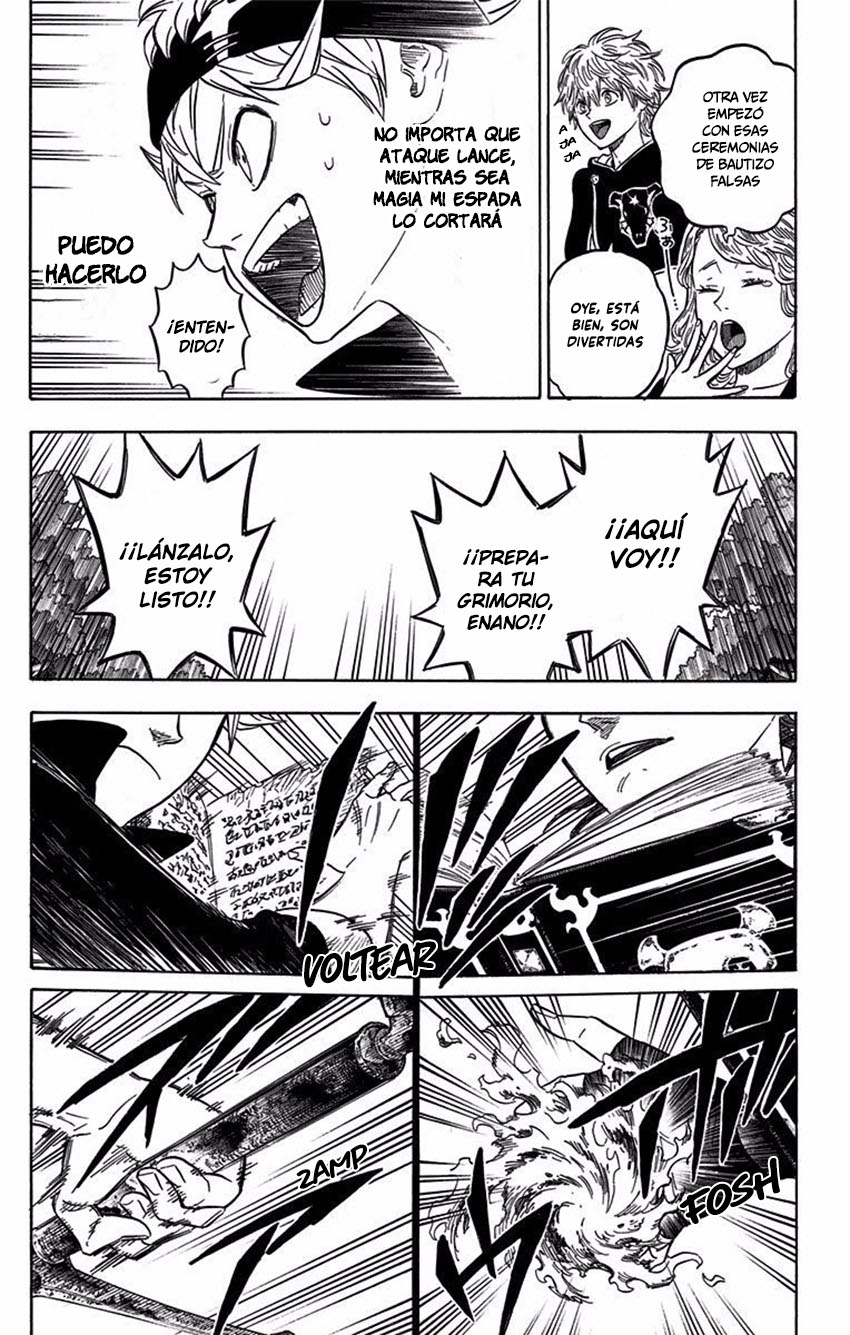 OTRA VEZ
EMPEZÓ
CON ESAS
CEREMONIAS
DE BAUTIZO
FALSAS
A
JA
JA
OYE, ESTÁ
BIEN, SON
DIVERTIDAS
NO IMPORTA QUE
ATAQUE LANCE,
MIENTRAS SEA
MAGIA MI ESPADA
LO CORTARÁ
PUEDO
HACERLO
¡ENTEN-
DIDO!
¡¡AQUÍ
VOY!!
¡¡PREPA-
RA TU
GRIMORIO,
ENANO!!
¡¡LÁNZALO,
ESTOY
LISTO!!
VOLTEAR
FOSH
ZAMP